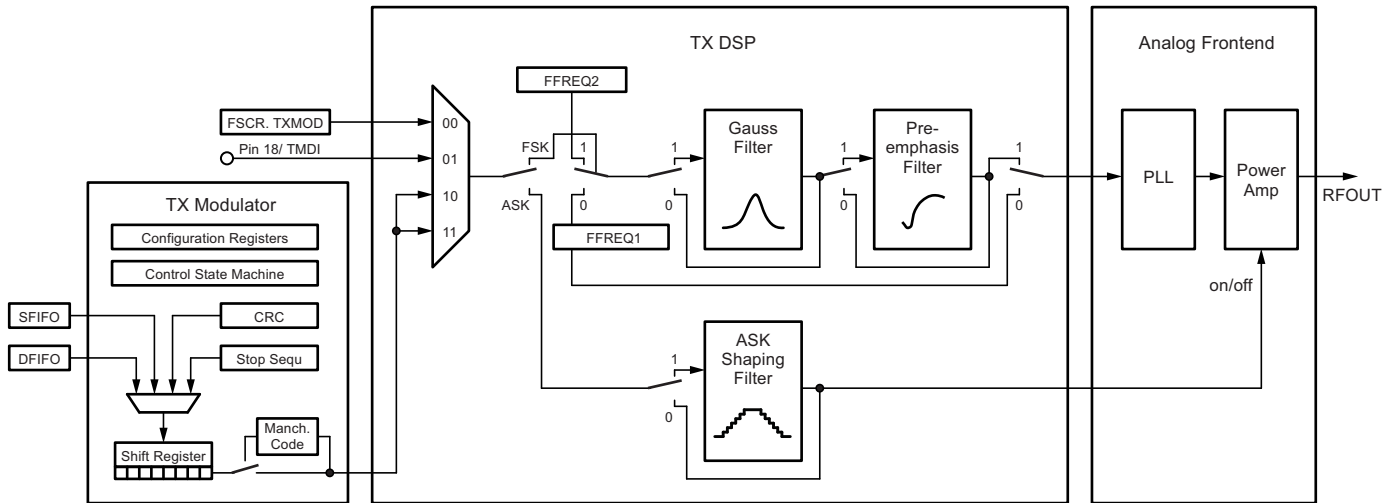 TX DSP
Analog Frontend
FFREQ2
FSCR. TXMOD
00
Pin 18/ TMDI
01
10
11
FSK
ASK
1
0
FFREQ1
1
0
Gauss
Filter
1
0
Pre-
emphasis
Filter
1
0
PLL
Power
Amp
RFOUT
on/off
TX Modulator
Configuration Registers
Control State Machine
SFIFO
CRC
DFIFO
Stop Sequ
Manch.
Code
Shift Register
1
0
ASK
Shaping
Filter